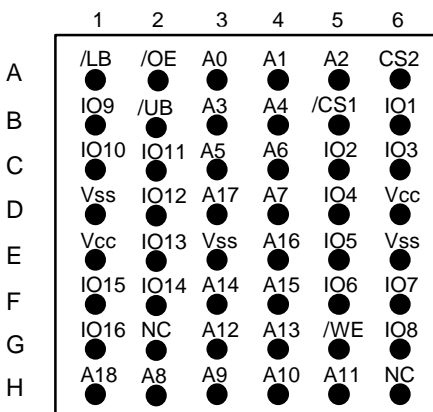 1 2 3 4 5 6
A /LB /OE A0 A1 A2 CS2
B IO9 /UB A3 A4 /CS1 IO1
C IO10 IO11 A5 A6 IO2 IO3
D Vss IO12 A17 A7 IO4 Vcc
E Vcc IO13 Vss A16 IO5 Vss
F IO15 IO14 A14 A15 IO6 IO7
G IO16 NC A12 A13 /WE IO8
H A18 A8 A9 A10 A11 NC